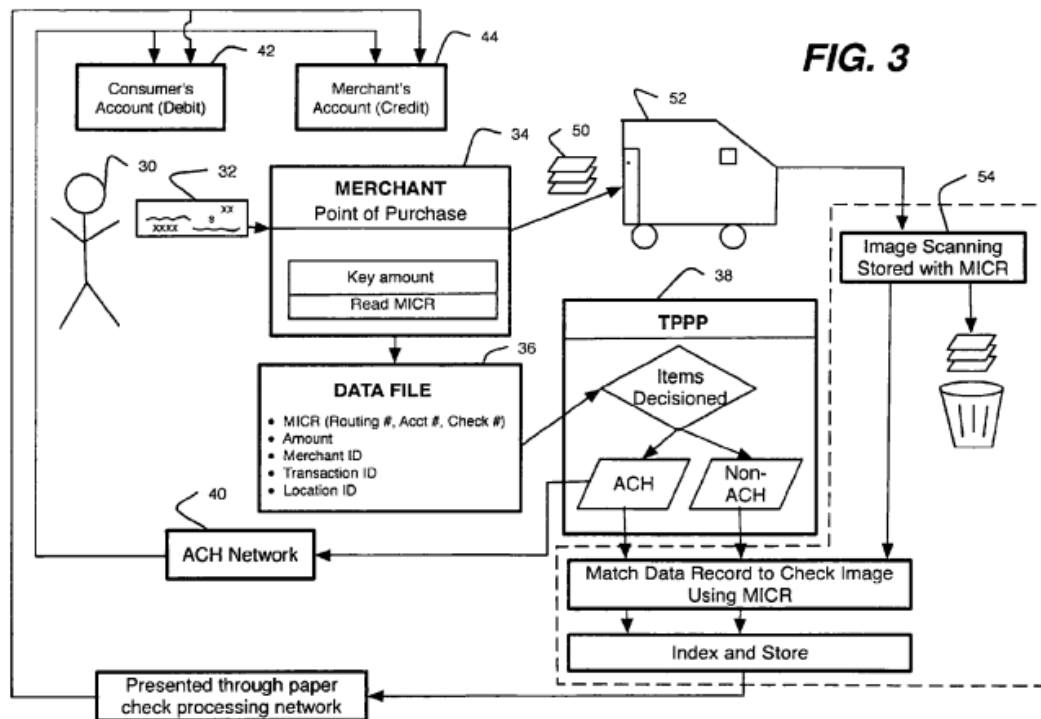 FIG. 3
42
44
Consumer's
Account (Debit)
Merchant's
Account (Credit)
30
32
xx
s
xxxx
34
MERCHANT
Point of Purchase
Key amount
Read MICR
50
52
54
Image Scanning
Stored with MICR
36
DATA FILE
• MICR (Routing #, Acct #, Check #)
• Amount
• Merchant ID
• Transaction ID
• Location ID
38
TPPP
Items
Decisioned
ACH
Non-
ACH
40
ACH Network
Match Data Record to Check Image
Using MICR
Index and Store
Presented through paper
check processing network